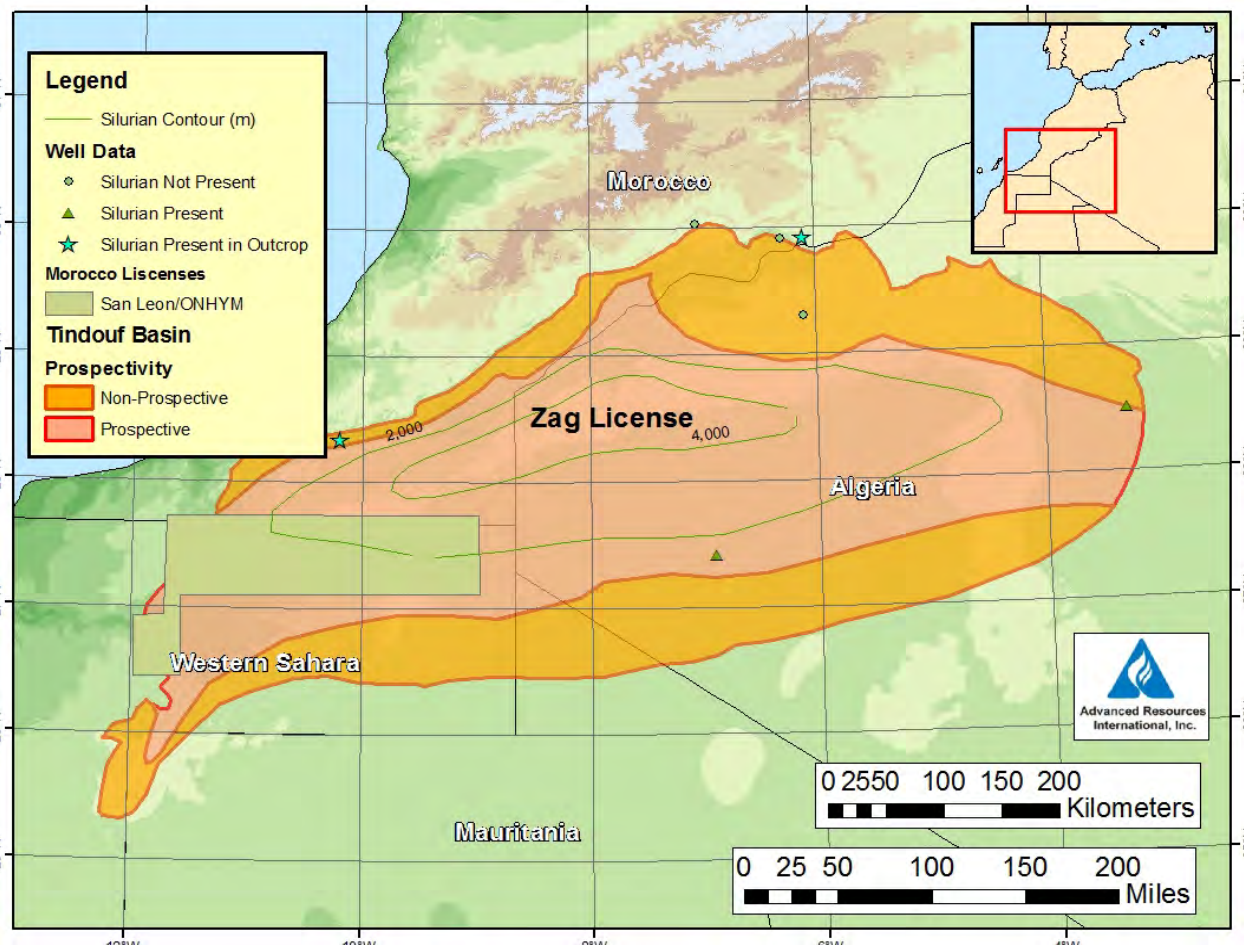 Legend
Silurian Contour (m)
Well Data
Silurian Not Present
Silurian Present
Silurian Present in Outcrop
Morocco Liscenses
San Leon/ONHYM
Tindouf Basin
Prospectivity
Non-Prospective
Prospective
Morocco
Zag License
2,000
4,000
Algeria
Western Sahara
Mauritania
Advanced Resources
International, Inc.
0 25 50 100 150 200
Kilometers
0 25 50 100 150 200
Miles